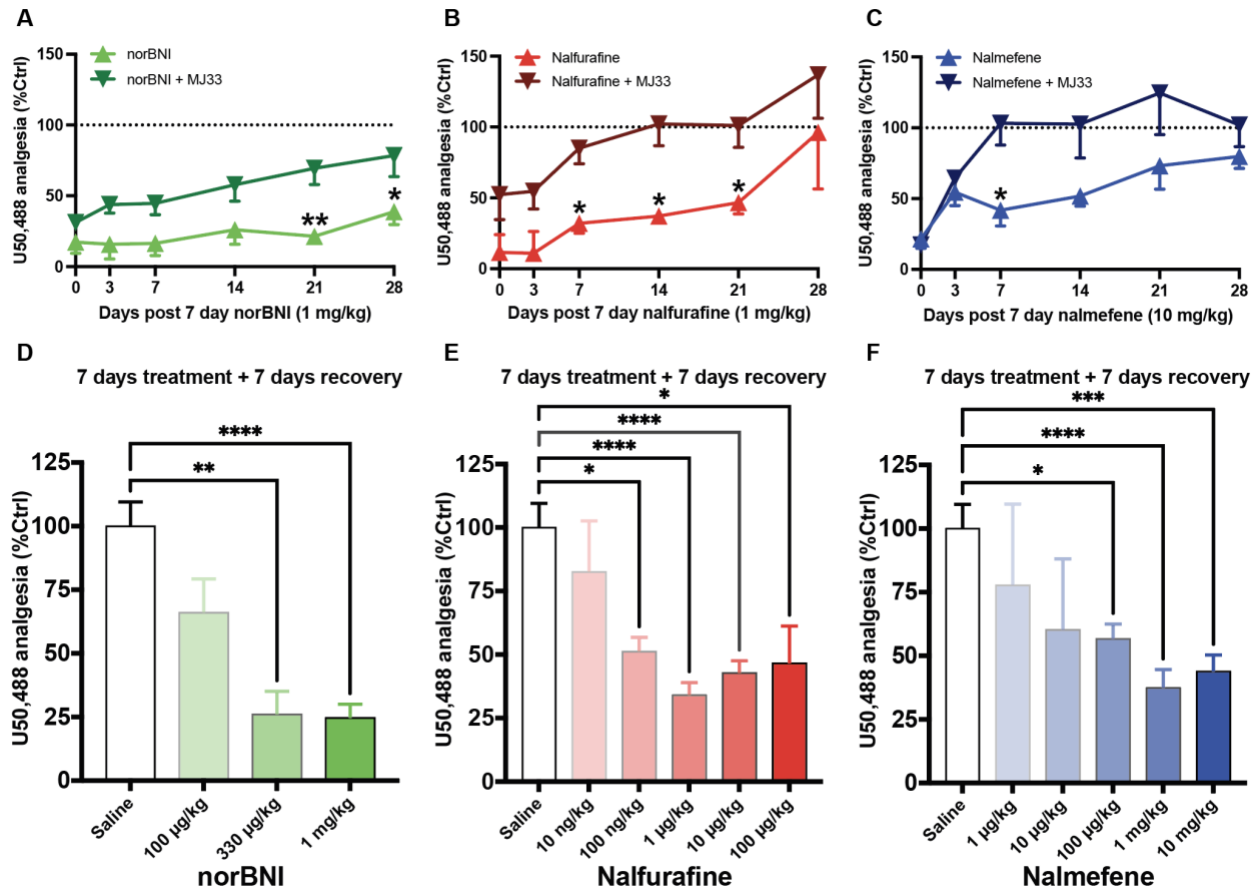 A
norBNI
norBNI + MJ33
U50,488 analgesia (%Ctrl)
150
100
50
0
0 3 7 14 21 28
** *
Days post 7 day norBNI (1 mg/kg)
B
Nalfurafine
Nalfurafine + MJ33
U50,488 analgesia (%Ctrl)
150
100
50
0
0 3 7 14 21 28
* * *
Days post 7 day nalfurafine (1 mg/kg)
C
Nalmefene
Nalmefene + MJ33
U50,488 analgesia (%Ctrl)
150
100
50
0
0 3 7 14 21 28
*
Days post 7 day nalmefene (10 mg/kg)
D
7 days treatment + 7 days recovery
****
**
U50,488 analgesia (%Ctrl)
125
100
75
50
25
0
Saline
100 µg/kg
330 µg/kg
1 mg/kg
norBNI
E
7 days treatment + 7 days recovery
*
****
****
*
U50,488 analgesia (%Ctrl)
125
100
75
50
25
0
Saline
10 ng/kg
100 ng/kg
1 µg/kg
10 µg/kg
100 µg/kg
Nalfurafine
F
7 days treatment + 7 days recovery
***
****
*
U50,488 analgesia (%Ctrl)
125
100
75
50
25
0
Saline
1 µg/kg
10 µg/kg
100 µg/kg
1 mg/kg
10 mg/kg
Nalmefene